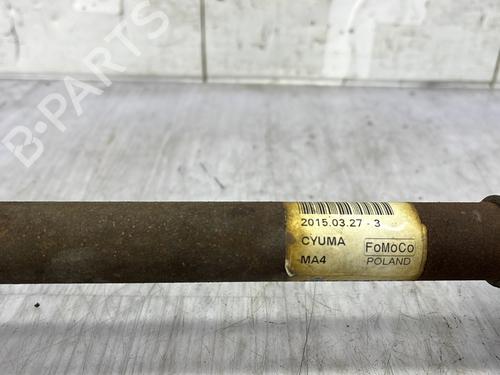 B-PARTS
2015.03.27 - 3
CYUMA
FoMoCo
MA4
POLAND